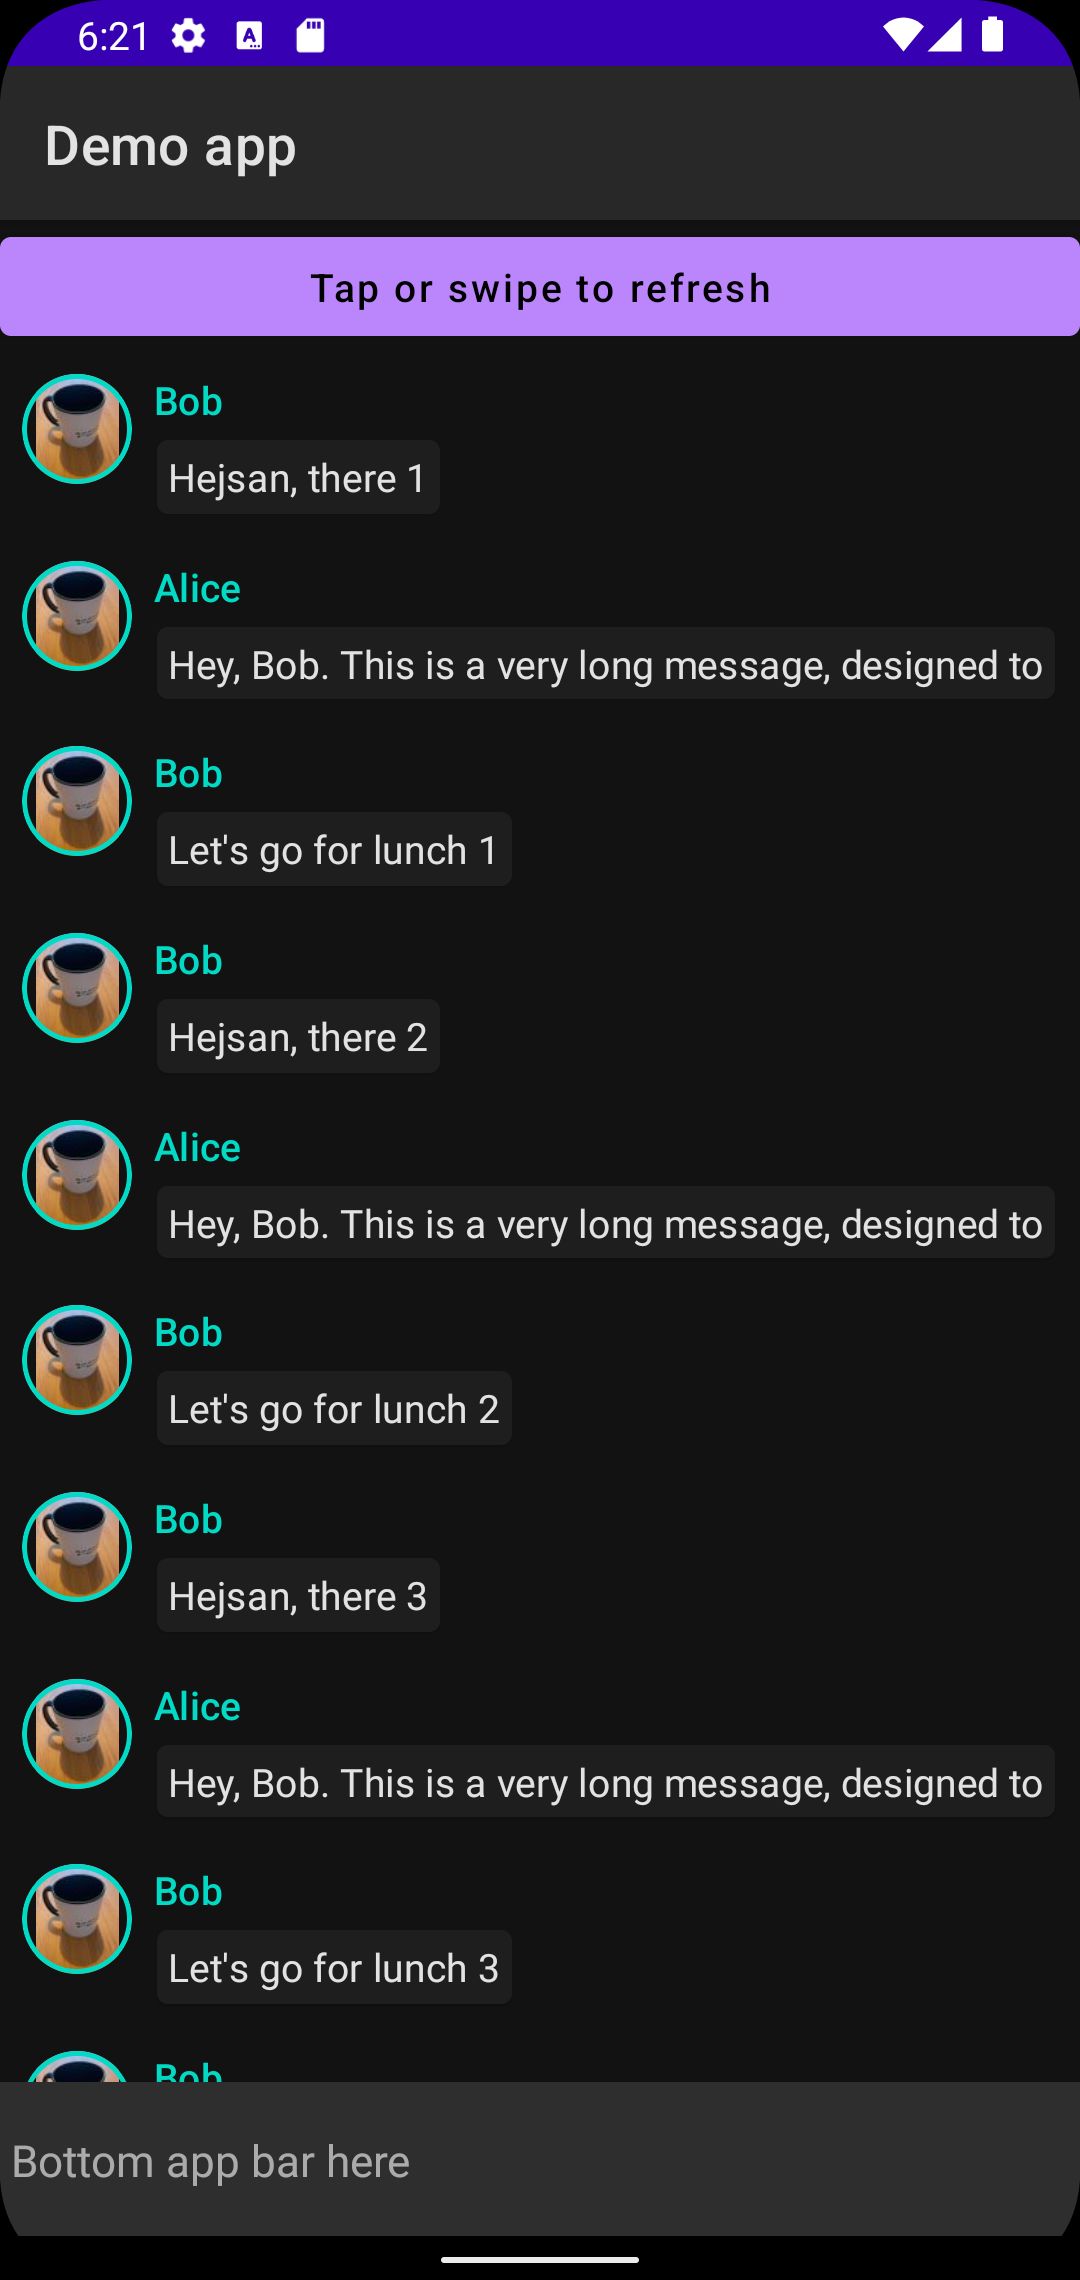 6:21
Demo app
Tap or swipe to refresh
Bob
Hejsan, there 1
Alice
Hey, Bob. This is a very long message, designed to
Bob
Let's go for lunch 1
Bob
Hejsan, there 2
Alice
Hey, Bob. This is a very long message, designed to
Bob
Let's go for lunch 2
Bob
Hejsan, there 3
Alice
Hey, Bob. This is a very long message, designed to
Bob
Let's go for lunch 3
Bob
Bottom app bar here